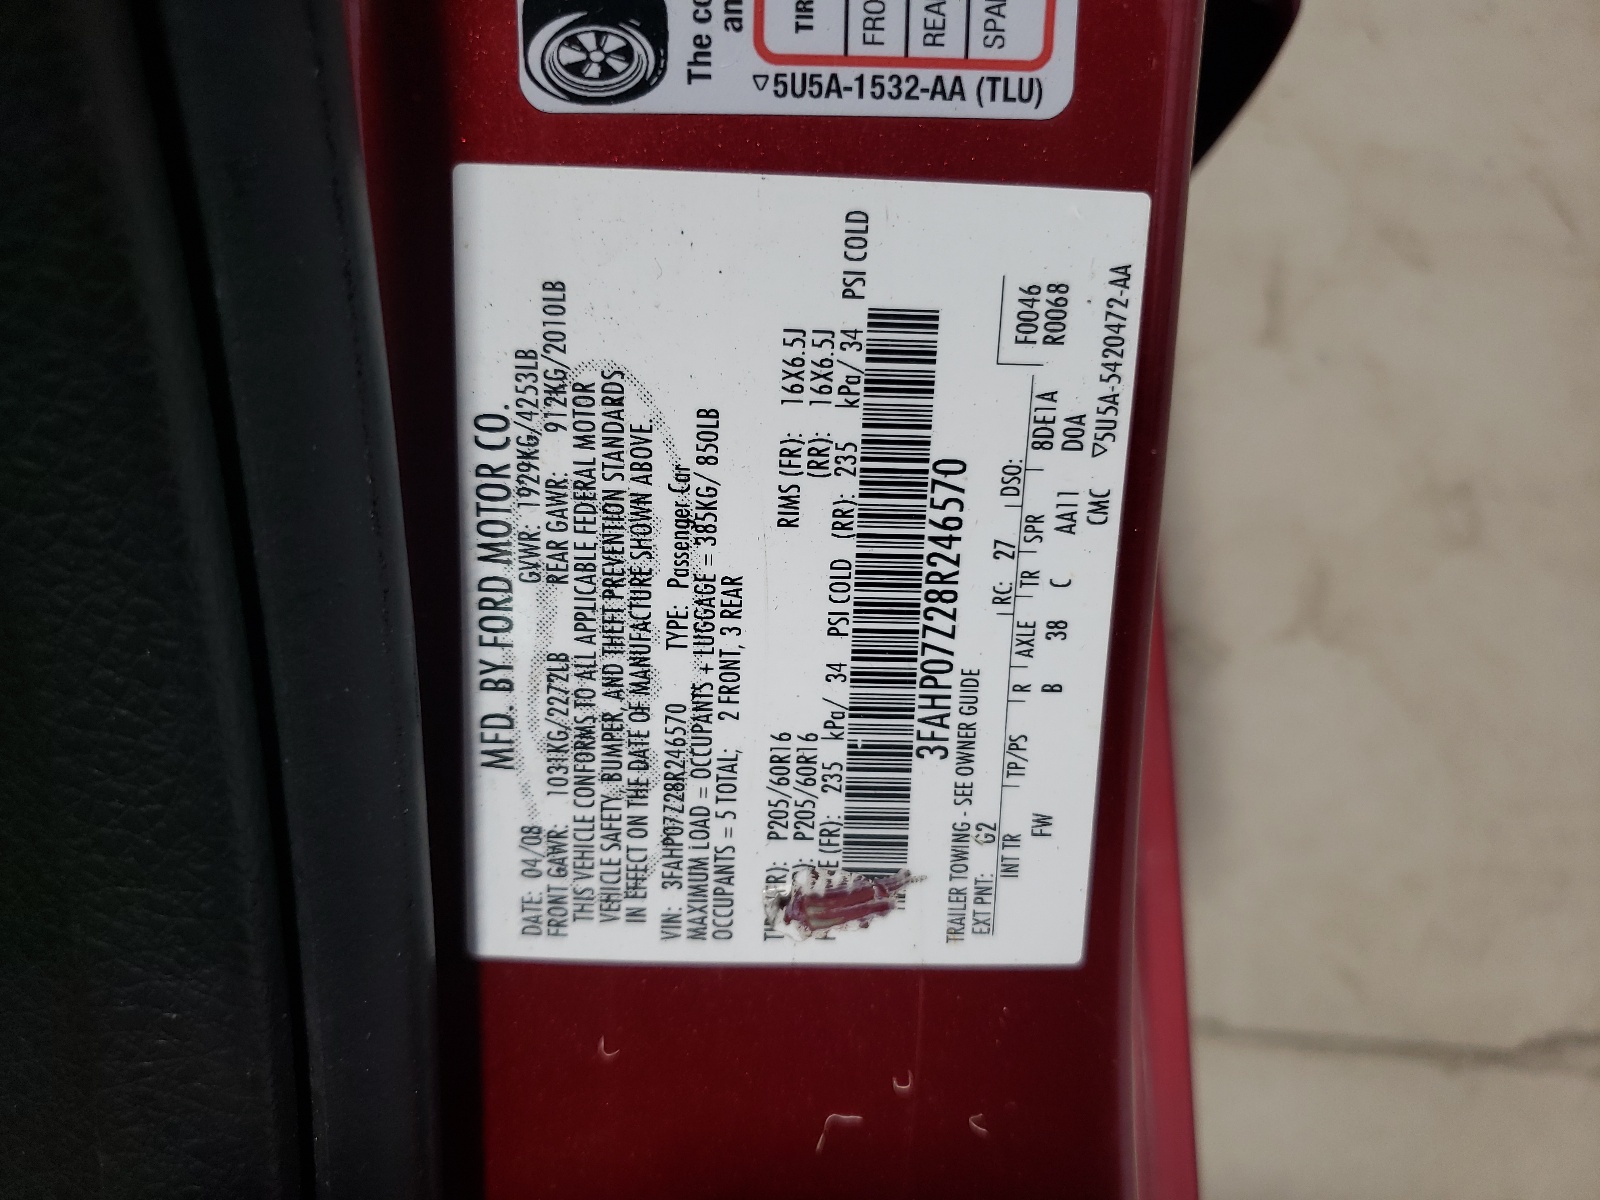 MFD. BY FORD MOTOR CO.
DATE: 04/08 GVWR: 1929KG/4253LB
FRONT GAWR: 1031KG/2272LB REAR GAWR: 912KG/2010LB
THIS VEHICLE CONFORMS TO ALL APPLICABLE FEDERAL MOTOR
VEHICLE SAFETY, BUMPER, AND THEFT PREVENTION STANDARDS
IN EFFECT ON THE DATE OF MANUFACTURE SHOWN ABOVE.
VIN: 3FAHP07Z28R246570 TYPE: Passenger Car
MAXIMUM LOAD = OCCUPANTS + LUGGAGE = 385KG/ 850LB
OCCUPANTS = 5 TOTAL; 2 FRONT, 3 REAR
P205/60R16 RIMS (FR): 16X6.5J
P205/60R16 (RR): 16X6.5J
(FR): 235 kPa/ 34 PSI COLD (RR): 235 kPa/ 34 PSI COLD
3FAHP07Z28R246570
TRAILER TOWING - SEE OWNER GUIDE
EXT PNT: G2 RC: 27 DSO: F0046
INT TR TP/PS R AXLE TR SPR R0068
FW B 38 C AA11 8DE1A
D0A
CMC ▽5U5A-5420472-AA
The co
an
TIR
FRO
REA
SPA
▽5U5A-1532-AA (TLU)